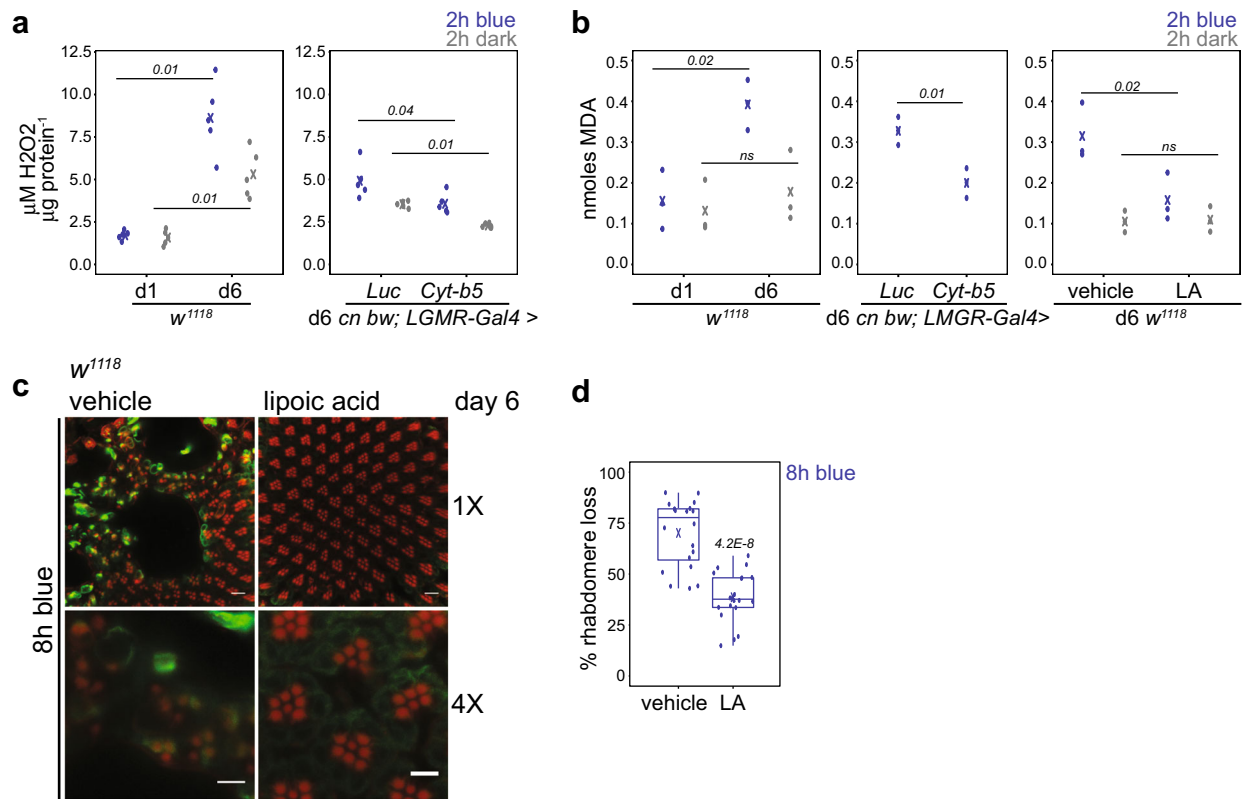 a
2h blue
2h dark
12.5
10.0
7.5
5.0
2.5
0.0
µM H2O2
µg protein⁻¹
0.01
0.01
d1 d6
w¹¹¹⁸
12.5
10.0
7.5
5.0
2.5
0.0
0.04
0.01
Luc Cyt-b5
d6 cn bw; LGMR-Gal4 >
b
2h blue
2h dark
nmoles MDA
0.5
0.4
0.3
0.2
0.1
0.0
0.02
ns
d1 d6
w¹¹¹⁸
0.5
0.4
0.3
0.2
0.1
0.0
0.01
Luc Cyt-b5
d6 cn bw; LMGR-Gal4>
0.5
0.4
0.3
0.2
0.1
0.0
0.02
ns
vehicle LA
d6 w¹¹¹⁸
c
w¹¹¹⁸
vehicle lipoic acid day 6
8h blue
1X
4X
d
8h blue
% rhabdomere loss
100
75
50
25
0
4.2E-8
vehicle LA